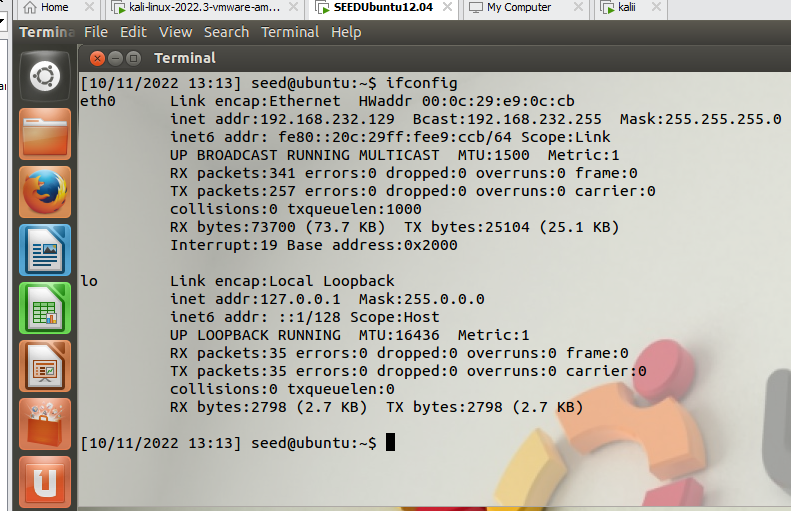 Home kali-linux-2022.3-vmware-am... SEEDUbuntu12.04 My Computer kalii
Termina File Edit View Search Terminal Help
Terminal
[10/11/2022 13:13] seed@ubuntu:~$ ifconfig
eth0      Link encap:Ethernet  HWaddr 00:0c:29:e9:0c:cb
          inet addr:192.168.232.129  Bcast:192.168.232.255  Mask:255.255.255.0
          inet6 addr: fe80::20c:29ff:fee9:ccb/64 Scope:Link
          UP BROADCAST RUNNING MULTICAST  MTU:1500  Metric:1
          RX packets:341 errors:0 dropped:0 overruns:0 frame:0
          TX packets:257 errors:0 dropped:0 overruns:0 carrier:0
          collisions:0 txqueuelen:1000
          RX bytes:73700 (73.7 KB)  TX bytes:25104 (25.1 KB)
          Interrupt:19 Base address:0x2000

lo        Link encap:Local Loopback
          inet addr:127.0.0.1  Mask:255.0.0.0
          inet6 addr: ::1/128 Scope:Host
          UP LOOPBACK RUNNING  MTU:16436  Metric:1
          RX packets:35 errors:0 dropped:0 overruns:0 frame:0
          TX packets:35 errors:0 dropped:0 overruns:0 carrier:0
          collisions:0 txqueuelen:0
          RX bytes:2798 (2.7 KB)  TX bytes:2798 (2.7 KB)

[10/11/2022 13:13] seed@ubuntu:~$